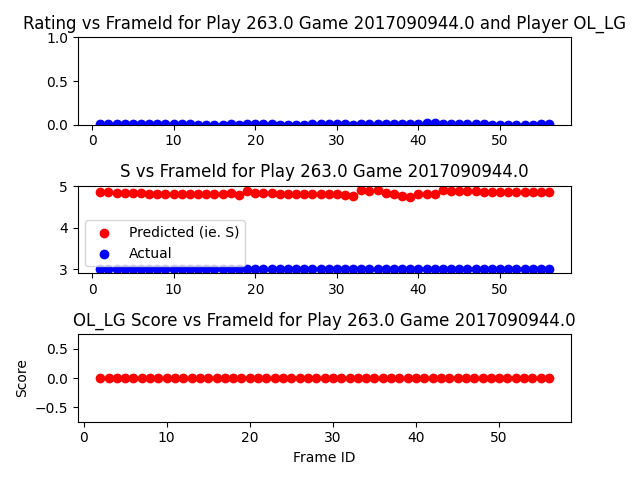 Rating vs FrameId for Play 263.0 Game 2017090944.0 and Player OL_LG
1.0
0.5
0.0
0 10 20 30 40 50
S vs FrameId for Play 263.0 Game 2017090944.0
5
4
3
Predicted (ie. S)
Actual
0 10 20 30 40 50
OL_LG Score vs FrameId for Play 263.0 Game 2017090944.0
Score
0.5
0.0
−0.5
0 10 20 30 40 50
Frame ID